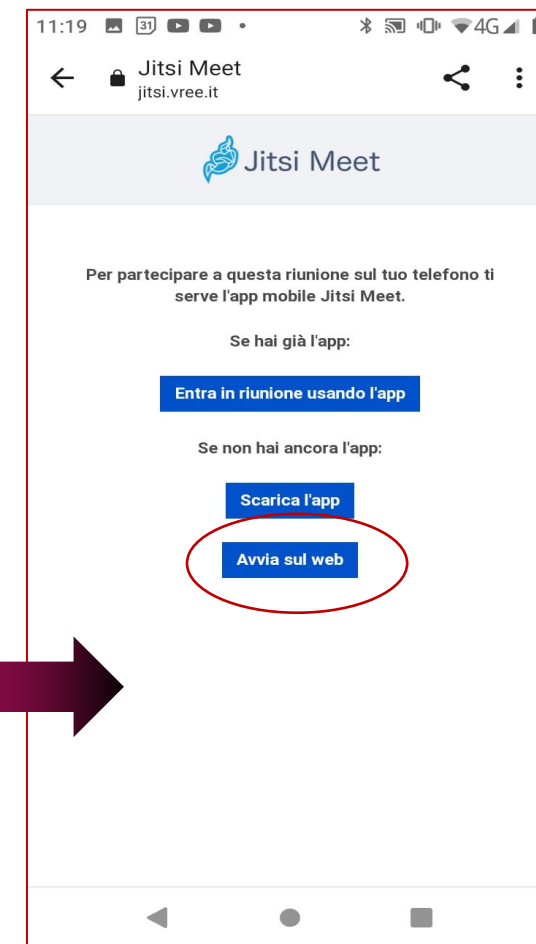 11:19 31 4G
Jitsi Meet
jitsi.vree.it
Jitsi Meet
Per partecipare a questa riunione sul tuo telefono ti
serve l'app mobile Jitsi Meet.
Se hai già l'app:
Entra in riunione usando l'app
Se non hai ancora l'app:
Scarica l'app
Avvia sul web